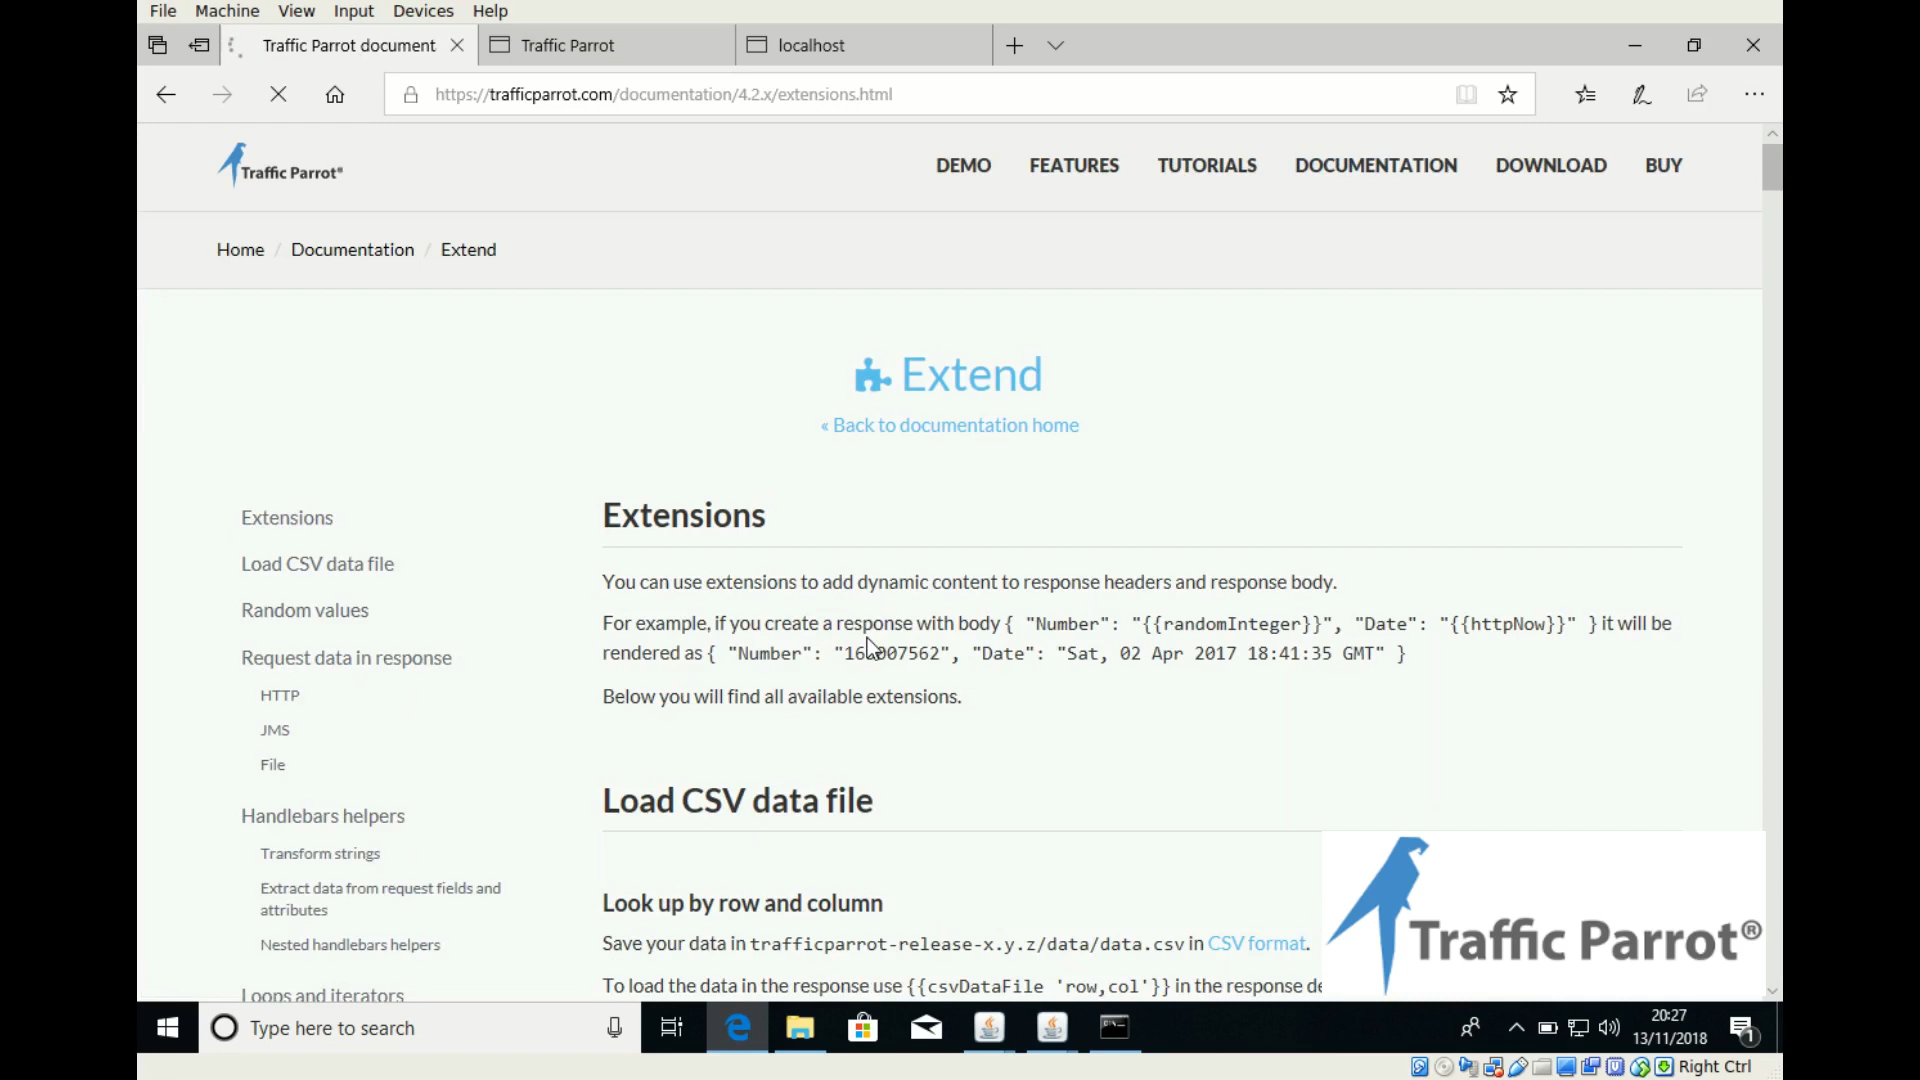 File Machine View Input Devices Help
Traffic Parrot document Traffic Parrot localhost
https://trafficparrot.com/documentation/4.2.x/extensions.html
Traffic Parrot® DEMO FEATURES TUTORIALS DOCUMENTATION DOWNLOAD BUY
Home / Documentation / Extend
Extend
« Back to documentation home
Extensions
Load CSV data file
Random values
Request data in response
HTTP
JMS
File
Handlebars helpers
Transform strings
Extract data from request fields and
attributes
Nested handlebars helpers
Loops and iterators
Extensions
You can use extensions to add dynamic content to response headers and response body.
For example, if you create a response with body { "Number": "{{randomInteger}}", "Date": "{{httpNow}}" } it will be
rendered as { "Number": , "Date": "Sat, 02 Apr 2017 18:41:35 GMT" }
Below you will find all available extensions.
Load CSV data file
Look up by row and column
Save your data in trafficparrot-release-x.y.z/data/data.csv in CSV format.
To load the data in the response use {{csvDataFile 'row,col'}} in the response
Traffic Parrot®
Type here to search
20:27
13/11/2018
1
Right Ctrl